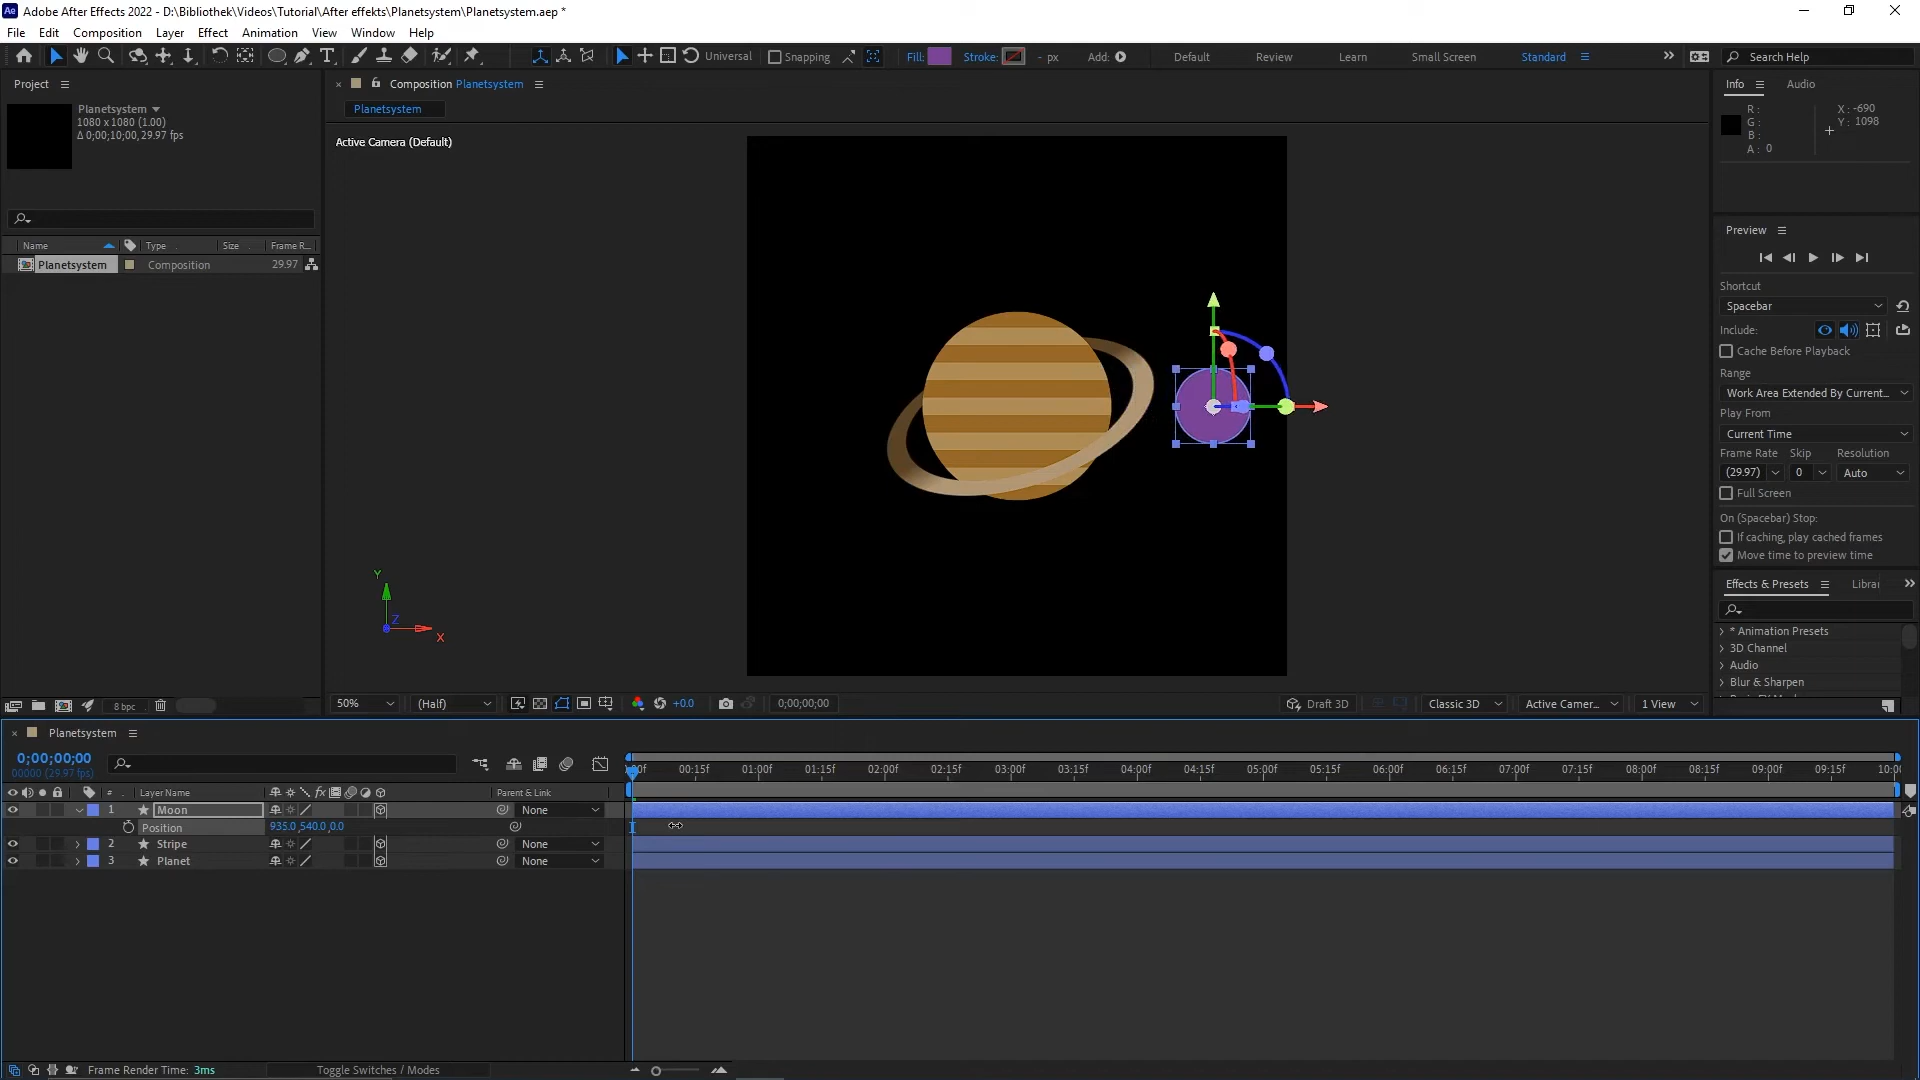 Adobe After Effects 2022 - D:\Bibliothek\Videos\Tutorial\After effekts\Planetsystem\Planetsystem.aep *
File Edit Composition Layer Effect Animation View Window Help
Universal Snapping Fill: Stroke: - px Add: Default Review Learn Small Screen Standard Search Help
Project
Planetsystem
1080 x 1080 (1.00)
Δ 0;00;10;00, 29.97 fps
Name Type Size Frame R...
Planetsystem Composition 29.97
8 bpc
Composition Planetsystem
Planetsystem
Active Camera (Default)
Y
Z
X
50% (Half) +0.0 0;00;00;00 Draft 3D Classic 3D Active Camer... 1 View
Info Audio
R :
G :
B :
A : 0
X : -690
Y : 1098
Preview
Shortcut
Spacebar
Include:
Cache Before Playback
Range
Work Area Extended By Current...
Play From
Current Time
Frame Rate Skip Resolution
(29.97) 0 Auto
Full Screen
On (Spacebar) Stop:
If caching, play cached frames
Move time to preview time
Effects & Presets Librar
* Animation Presets
3D Channel
Audio
Blur & Sharpen
Planetsystem
0;00;00;00
00000 (29.97 fps)
# Layer Name fx Parent & Link
00f 00:15f 01:00f 01:15f 02:00f 02:15f 03:00f 03:15f 04:00f 04:15f 05:00f 05:15f 06:00f 06:15f 07:00f 07:15f 08:00f 08:15f 09:00f 09:15f 10:0
1 Moon None
Position 935.0,540.0,0.0
2 Stripe None
3 Planet None
Frame Render Time: 3ms Toggle Switches / Modes